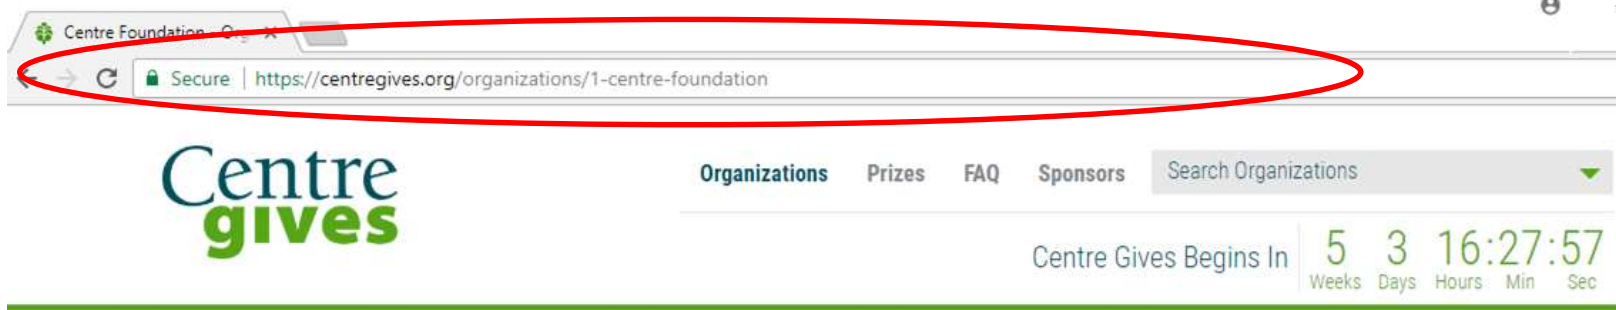 Centre Foundation - Org
Secure | https://centregives.org/organizations/1-centre-foundation
Centre
gives
Organizations Prizes FAQ Sponsors Search Organizations
Centre Gives Begins In 5 3 16:27:57
Weeks Days Hours Min Sec